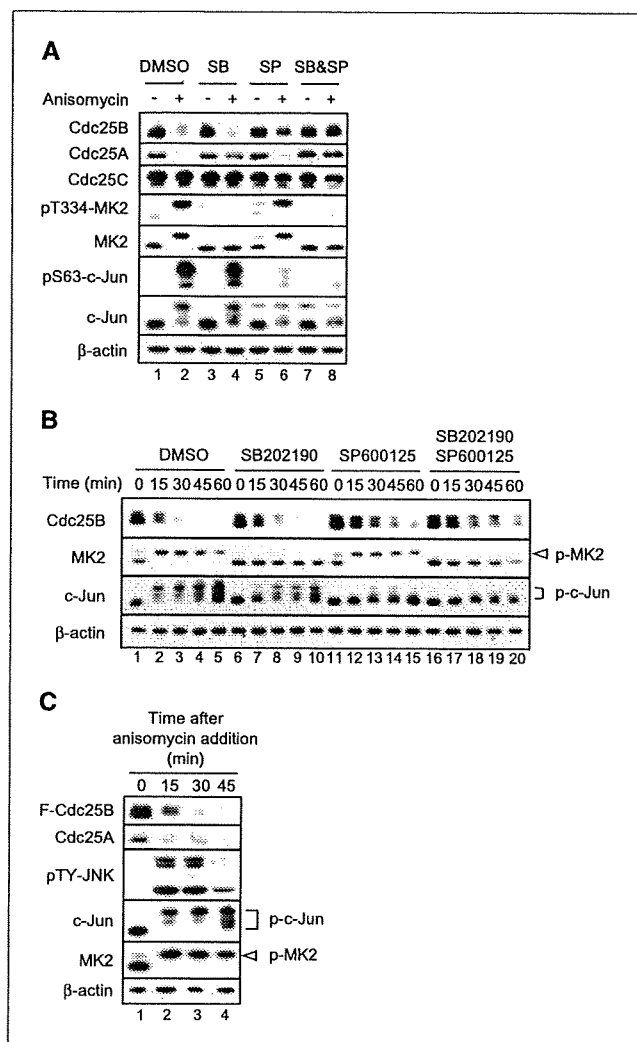 A
DMSO SB SP SB&SP
Anisomycin - + - + - + - +
Cdc25B
Cdc25A
Cdc25C
pT334-MK2
MK2
pS63-c-Jun
c-Jun
β-actin
1 2 3 4 5 6 7 8
B
DMSO SB202190 SP600125 SB202190 SP600125
Time (min) 0 15 30 45 60 0 15 30 45 60 0 15 30 45 60 0 15 30 45 60
Cdc25B
MK2 p-MK2
c-Jun p-c-Jun
β-actin
1 2 3 4 5 6 7 8 9 10 11 12 13 14 15 16 17 18 19 20
C
Time after
anisomycin addition
(min)
0 15 30 45
F-Cdc25B
Cdc25A
pTY-JNK
c-Jun p-c-Jun
MK2 p-MK2
β-actin
1 2 3 4